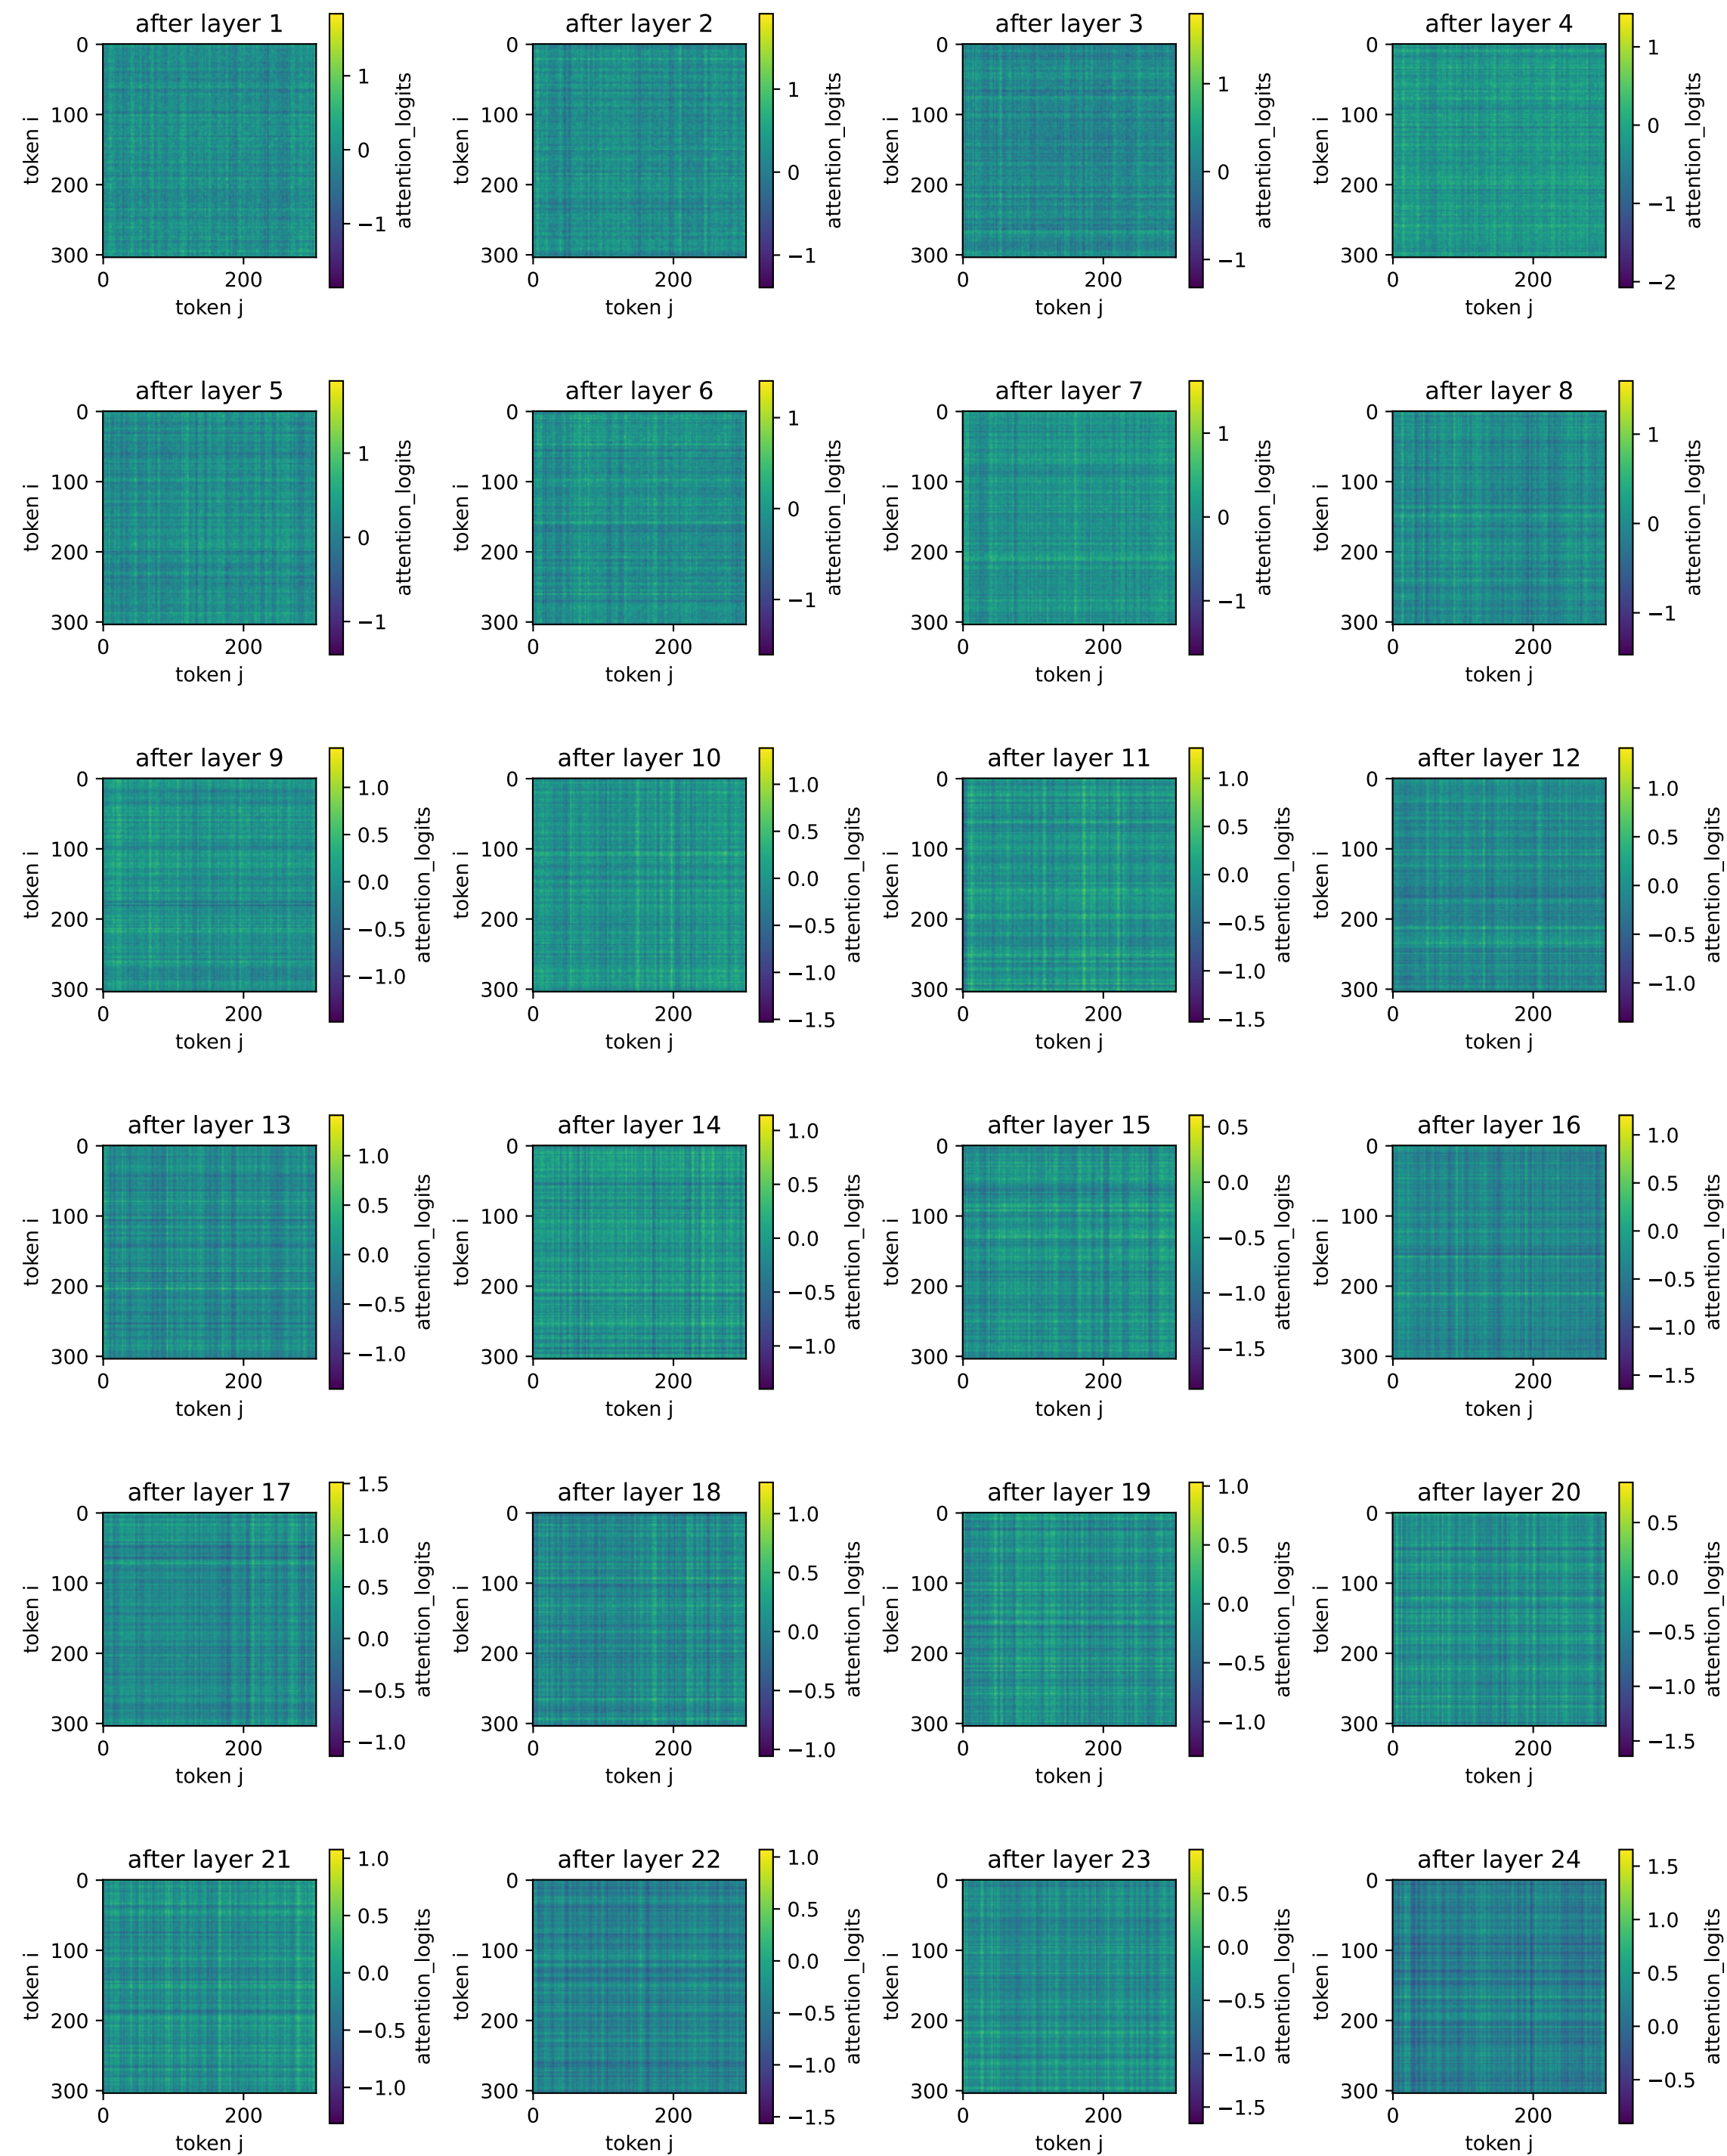 after layer 1
0
100
200
300
0 200
token i
token j
1
0
−1
attention_logits
after layer 2
0
100
200
300
0 200
token i
token j
1
0
−1
attention_logits
after layer 3
0
100
200
300
0 200
token i
token j
1
0
−1
attention_logits
after layer 4
0
100
200
300
0 200
token i
token j
1
0
−1
−2
attention_logits
after layer 5
0
100
200
300
0 200
token i
token j
1
0
−1
attention_logits
after layer 6
0
100
200
300
0 200
token i
token j
1
0
−1
attention_logits
after layer 7
0
100
200
300
0 200
token i
token j
1
0
−1
attention_logits
after layer 8
0
100
200
300
0 200
token i
token j
1
0
−1
attention_logits
after layer 9
0
100
200
300
0 200
token i
token j
1.0
0.5
0.0
−0.5
−1.0
attention_logits
after layer 10
0
100
200
300
0 200
token i
token j
1.0
0.5
0.0
−0.5
−1.0
−1.5
attention_logits
after layer 11
0
100
200
300
0 200
token i
token j
1.0
0.5
0.0
−0.5
−1.0
−1.5
attention_logits
after layer 12
0
100
200
300
0 200
token i
token j
1.0
0.5
0.0
−0.5
−1.0
attention_logits
after layer 13
0
100
200
300
0 200
token i
token j
1.0
0.5
0.0
−0.5
−1.0
attention_logits
after layer 14
0
100
200
300
0 200
token i
token j
1.0
0.5
0.0
−0.5
−1.0
attention_logits
after layer 15
0
100
200
300
0 200
token i
token j
0.5
0.0
−0.5
−1.0
−1.5
attention_logits
after layer 16
0
100
200
300
0 200
token i
token j
1.0
0.5
0.0
−0.5
−1.0
−1.5
attention_logits
after layer 17
0
100
200
300
0 200
token i
token j
1.5
1.0
0.5
0.0
−0.5
−1.0
attention_logits
after layer 18
0
100
200
300
0 200
token i
token j
1.0
0.5
0.0
−0.5
−1.0
attention_logits
after layer 19
0
100
200
300
0 200
token i
token j
1.0
0.5
0.0
−0.5
−1.0
attention_logits
after layer 20
0
100
200
300
0 200
token i
token j
0.5
0.0
−0.5
−1.0
−1.5
attention_logits
after layer 21
0
100
200
300
0 200
token i
token j
1.0
0.5
0.0
−0.5
−1.0
attention_logits
after layer 22
0
100
200
300
0 200
token i
token j
1.0
0.5
0.0
−0.5
−1.0
−1.5
attention_logits
after layer 23
0
100
200
300
0 200
token i
token j
0.5
0.0
−0.5
−1.0
−1.5
attention_logits
after layer 24
0
100
200
300
0 200
token i
token j
1.5
1.0
0.5
0.0
−0.5
attention_logits